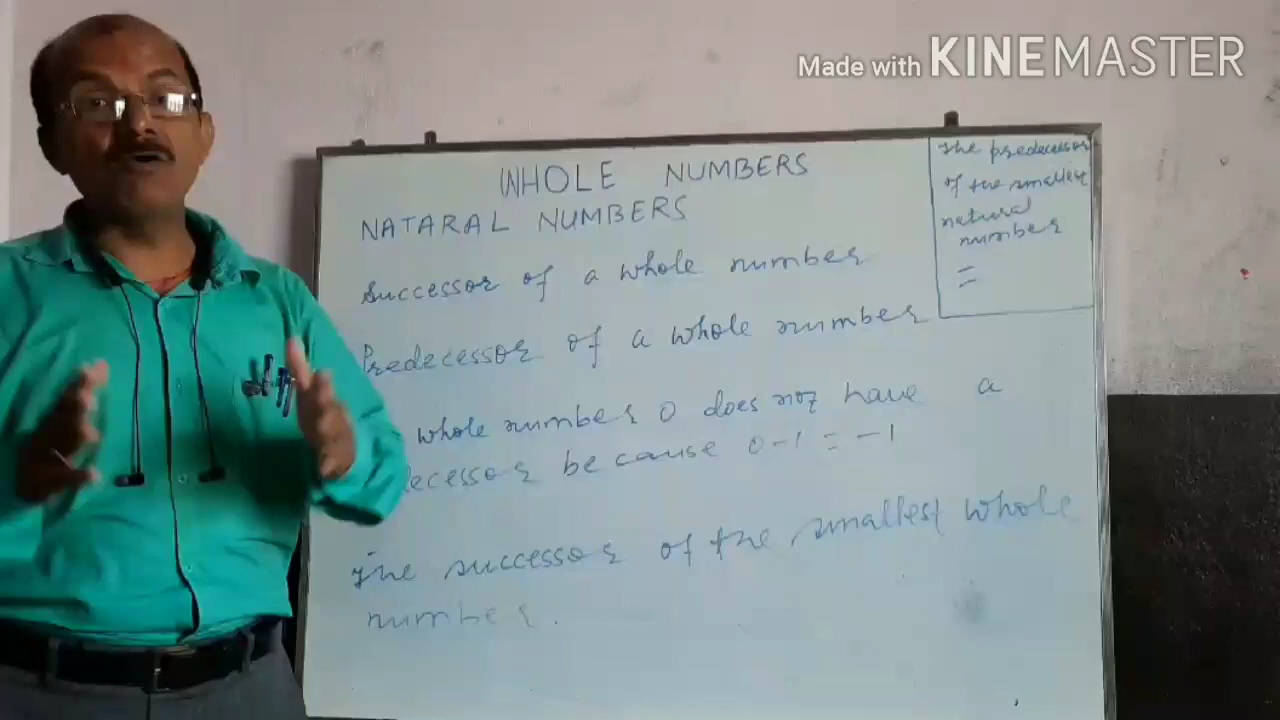 Made with KINEMASTER
WHOLE NUMBERS
NATARAL NUMBERS
Successor of a whole number
Predecessor of a whole number
whole number 0 does not have a
decessor because 0-1 = -1
The successor of the smallest whole
number.
The predecessor
of the smallest
natural
number
=